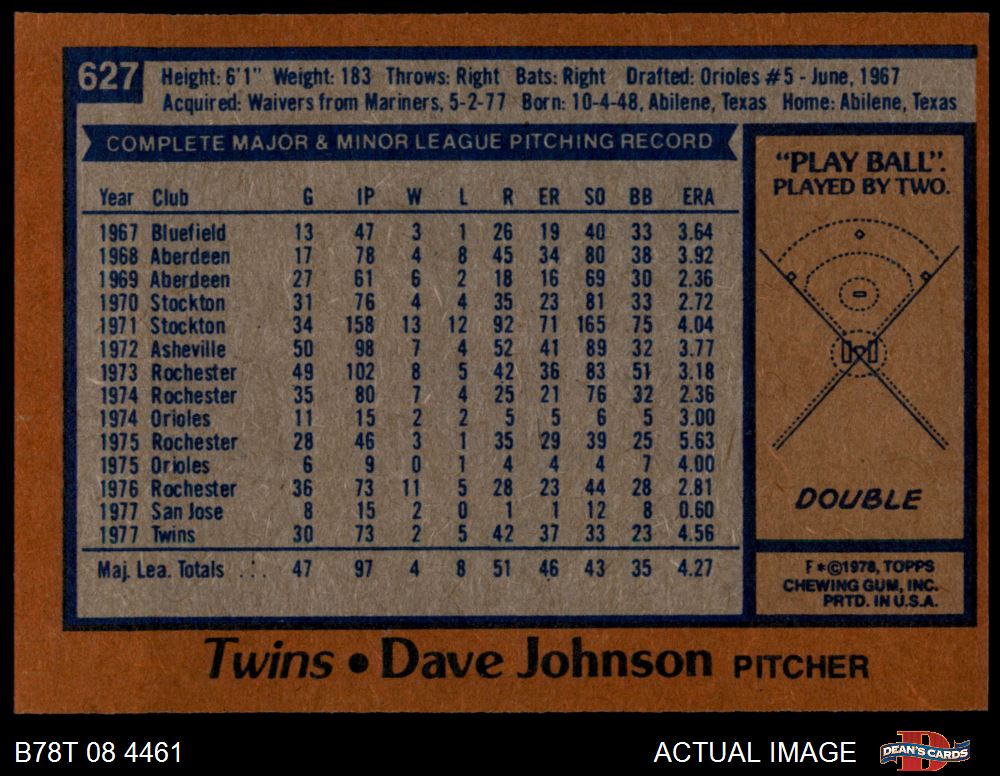 627
Height: 6'1" Weight: 183 Throws: Right Bats: Right Drafted: Orioles #5 - June, 1967
Acquired: Waivers from Mariners, 5-2-77 Born: 10-4-48, Abilene, Texas Home: Abilene, Texas
COMPLETE MAJOR & MINOR LEAGUE PITCHING RECORD
Year Club G IP W L R ER SO BB ERA
1967 Bluefield 13 47 3 1 26 19 40 33 3.64
1968 Aberdeen 17 78 4 8 45 34 80 38 3.92
1969 Aberdeen 27 61 6 2 18 16 69 30 2.36
1970 Stockton 31 76 4 4 35 23 81 33 2.72
1971 Stockton 34 158 13 12 92 71 165 75 4.04
1972 Asheville 50 98 7 4 52 41 89 32 3.77
1973 Rochester 49 102 8 5 42 36 83 51 3.18
1974 Rochester 35 80 7 4 25 21 76 32 2.36
1974 Orioles 11 15 2 2 5 5 6 5 3.00
1975 Rochester 28 46 3 1 35 29 39 25 5.63
1975 Orioles 6 9 0 1 4 4 4 7 4.00
1976 Rochester 36 73 11 5 28 23 44 28 2.81
1977 San Jose 8 15 2 0 1 1 12 8 0.60
1977 Twins 30 73 2 5 42 37 33 23 4.56
Maj. Lea. Totals ... 47 97 4 8 51 46 43 35 4.27
"PLAY BALL".
PLAYED BY TWO.
DOUBLE
F*©1978, TOPPS
CHEWING GUM, INC.
PRTD. IN U.S.A.
Twins • Dave Johnson PITCHER
B78T 08 4461
ACTUAL IMAGE
D
DEAN'S CARDS